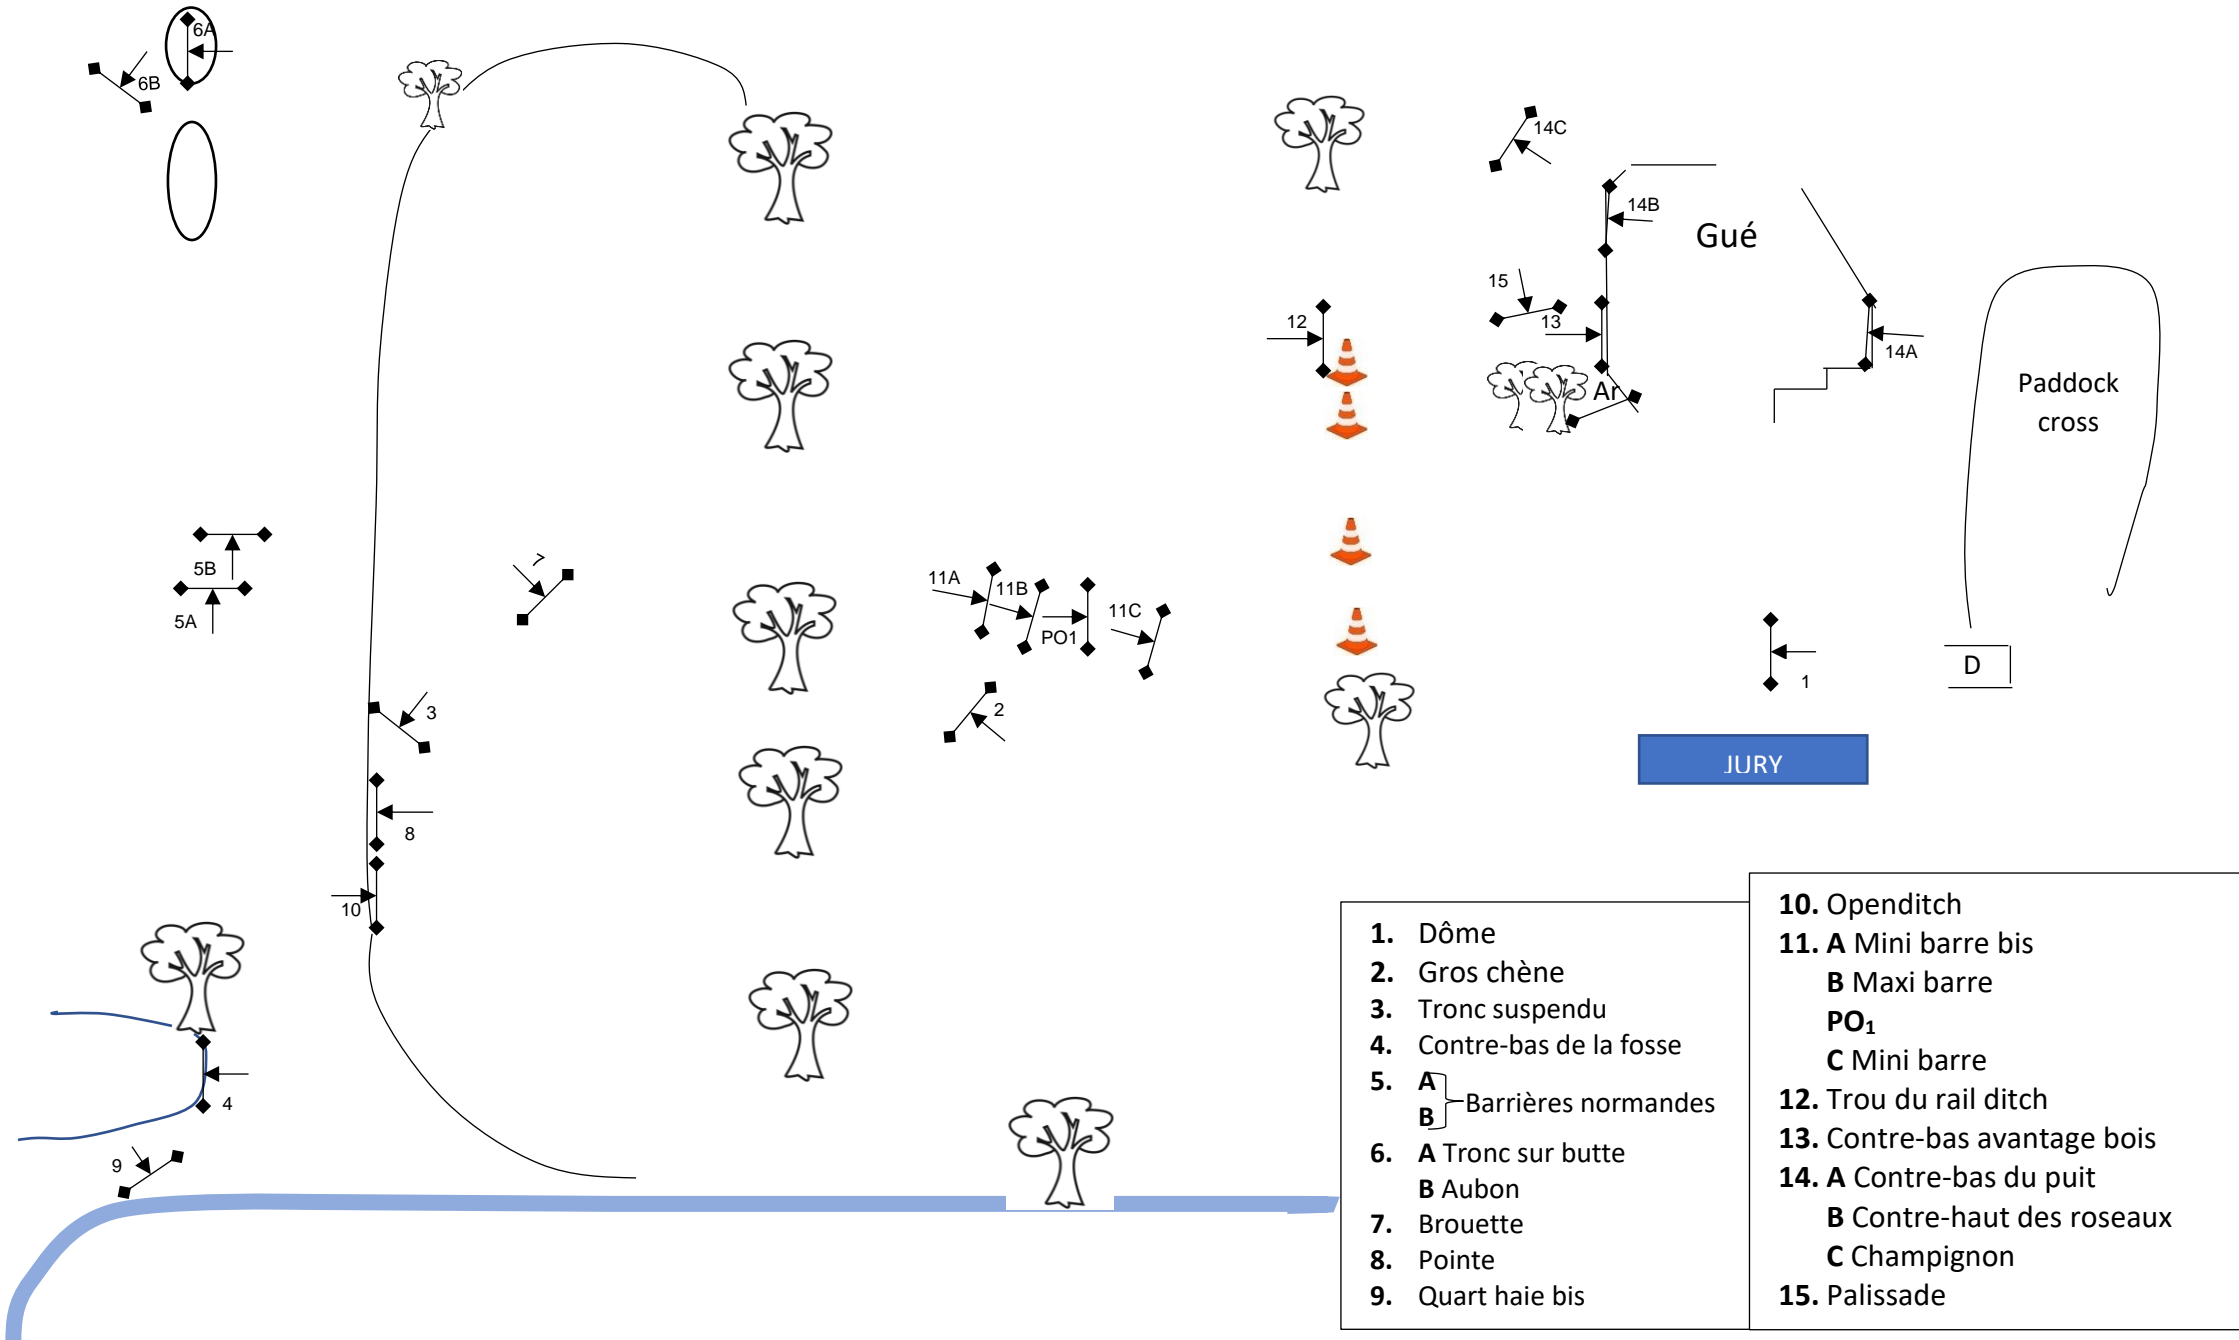 6A
6B
14C
14B
Gué
15
12
13
14A
Ar
Paddock
cross
7
5B
5A
11A
11B
PO1
11C
D
3
2
1
JURY
8
10
4
9
1. Dôme
2. Gros chène
3. Tronc suspendu
4. Contre-bas de la fosse
5. A
B
Barrières normandes
6. A Tronc sur butte
B Aubon
7. Brouette
8. Pointe
9. Quart haie bis
10. Openditch
11. A Mini barre bis
B Maxi barre
PO1
C Mini barre
12. Trou du rail ditch
13. Contre-bas avantage bois
14. A Contre-bas du puit
B Contre-haut des roseaux
C Champignon
15. Palissade